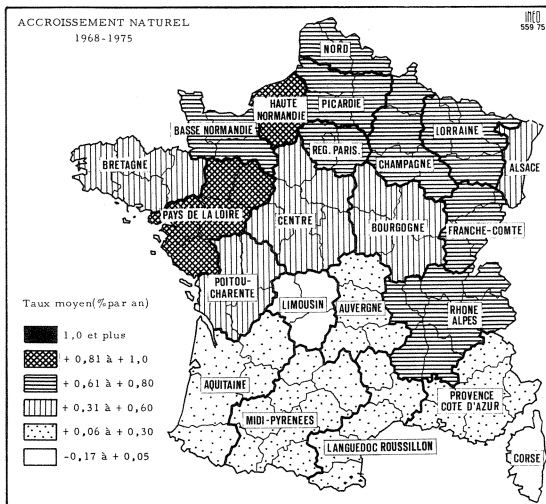 ACCROISSEMENT NATUREL
1968-1975
INED
559 75
NORD
HAUTE
NORMANDIE
PICARDIE
BASSE NORMANDIE
REG. PARIS.
LORRAINE
CHAMPAGNE
ALSACE
BRETAGNE
PAYS DE LA LOIRE
CENTRE
BOURGOGNE
FRANCHE-COMTE
POITOU-
CHARENTE
LIMOUSIN
AUVERGNE
RHONE
ALPES
Taux moyen(% par an)
1,0 et plus
+ 0,81 à + 1,0
+ 0,61 à + 0,80
+ 0,31 à + 0,60
+ 0,06 à + 0,30
-0,17 à + 0,05
AQUITAINE
MIDI-PYRENEES
LANGUEDOC ROUSSILLON
PROVENCE
COTE D'AZUR
CORSE